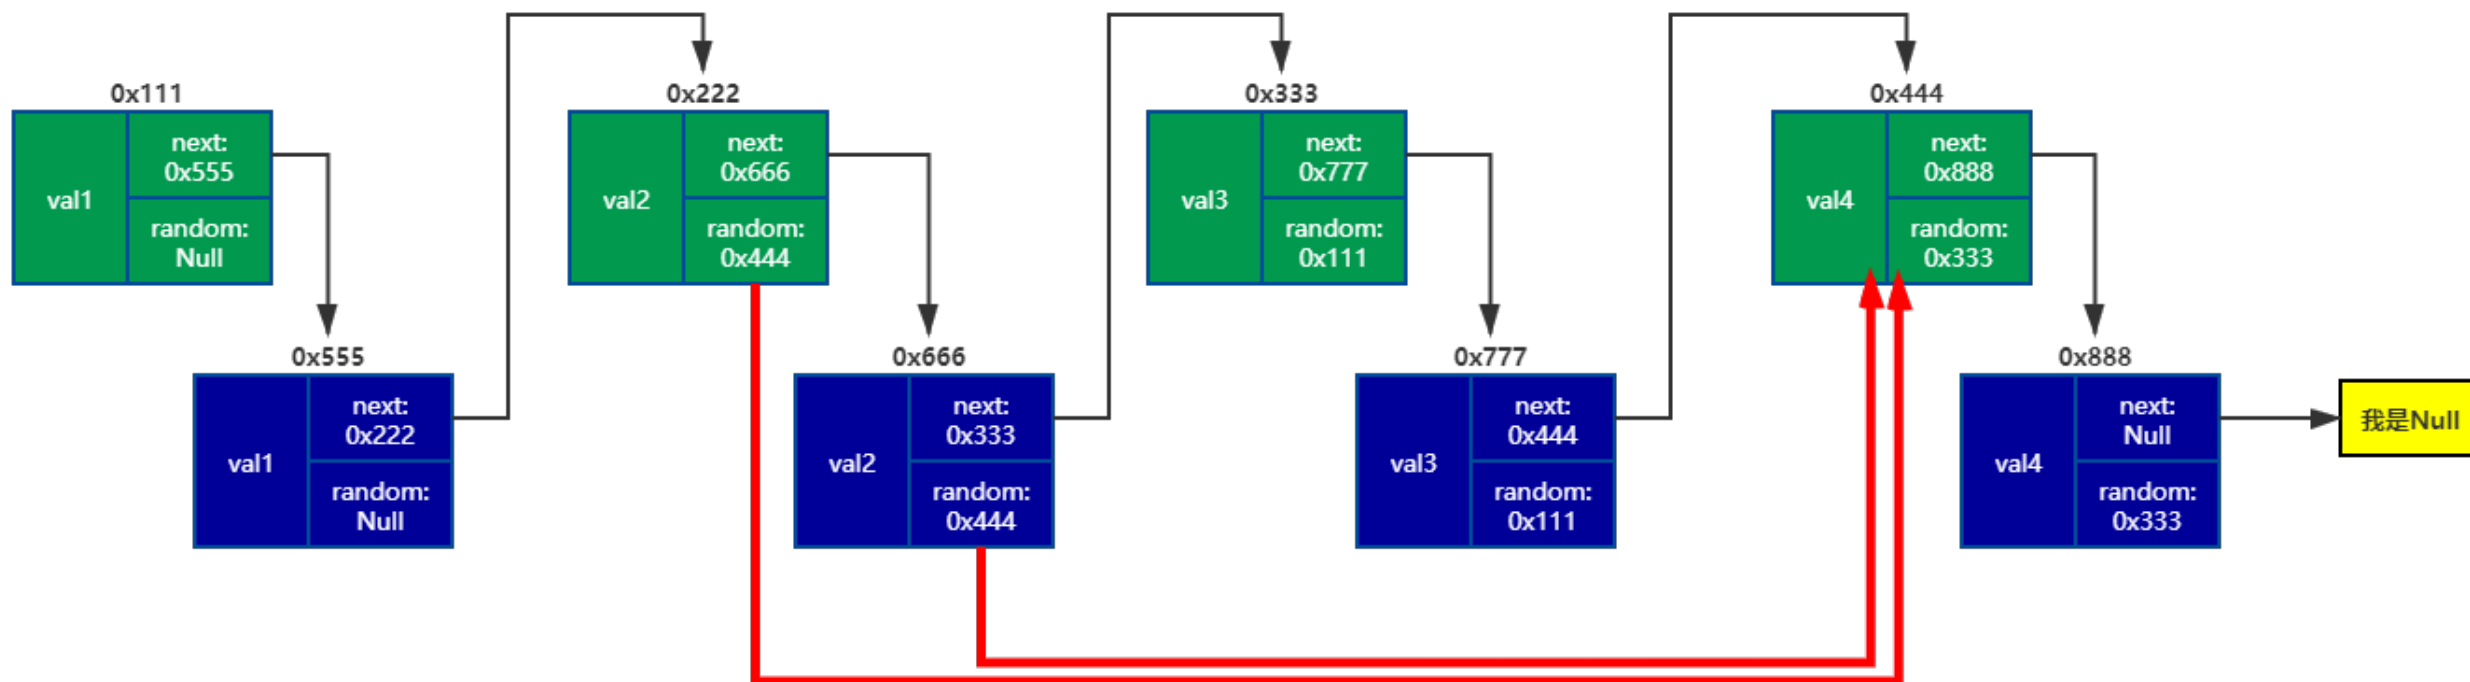 0x111
val1
next:
0x555
random:
Null
0x222
val2
next:
0x666
random:
0x444
0x333
val3
next:
0x777
random:
0x111
0x444
val4
next:
0x888
random:
0x333
0x555
val1
next:
0x222
random:
Null
0x666
val2
next:
0x333
random:
0x444
0x777
val3
next:
0x444
random:
0x111
0x888
val4
next:
Null
random:
0x333
我是Null